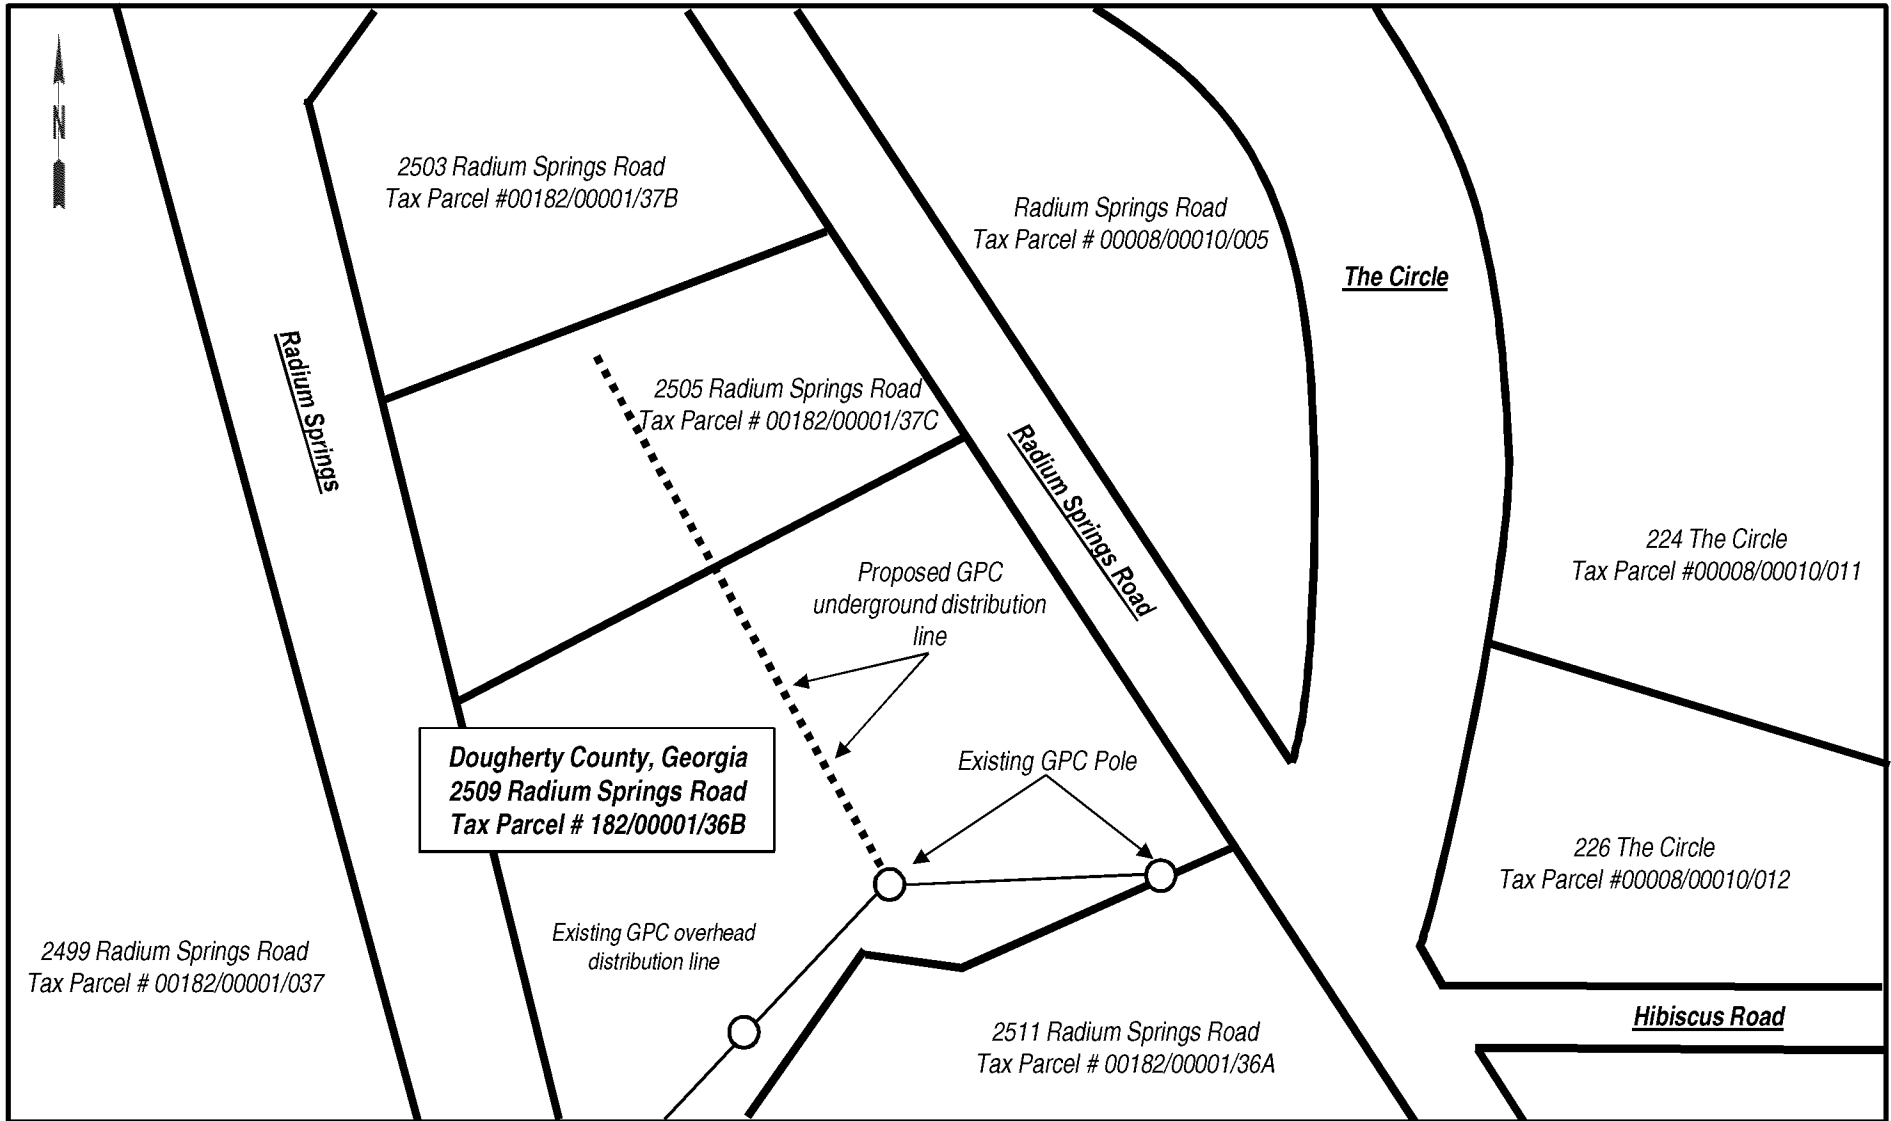 N
2503 Radium Springs Road
Tax Parcel #00182/00001/37B
Radium Springs Road
Tax Parcel # 00008/00010/005
The Circle
Radium Springs
2505 Radium Springs Road
Tax Parcel # 00182/00001/37C
Radium Springs Road
224 The Circle
Tax Parcel #00008/00010/011
Proposed GPC
underground distribution
line
Dougherty County, Georgia
2509 Radium Springs Road
Tax Parcel # 182/00001/36B
Existing GPC Pole
226 The Circle
Tax Parcel #00008/00010/012
Existing GPC overhead
distribution line
2499 Radium Springs Road
Tax Parcel # 00182/00001/037
2511 Radium Springs Road
Tax Parcel # 00182/00001/36A
Hibiscus Road